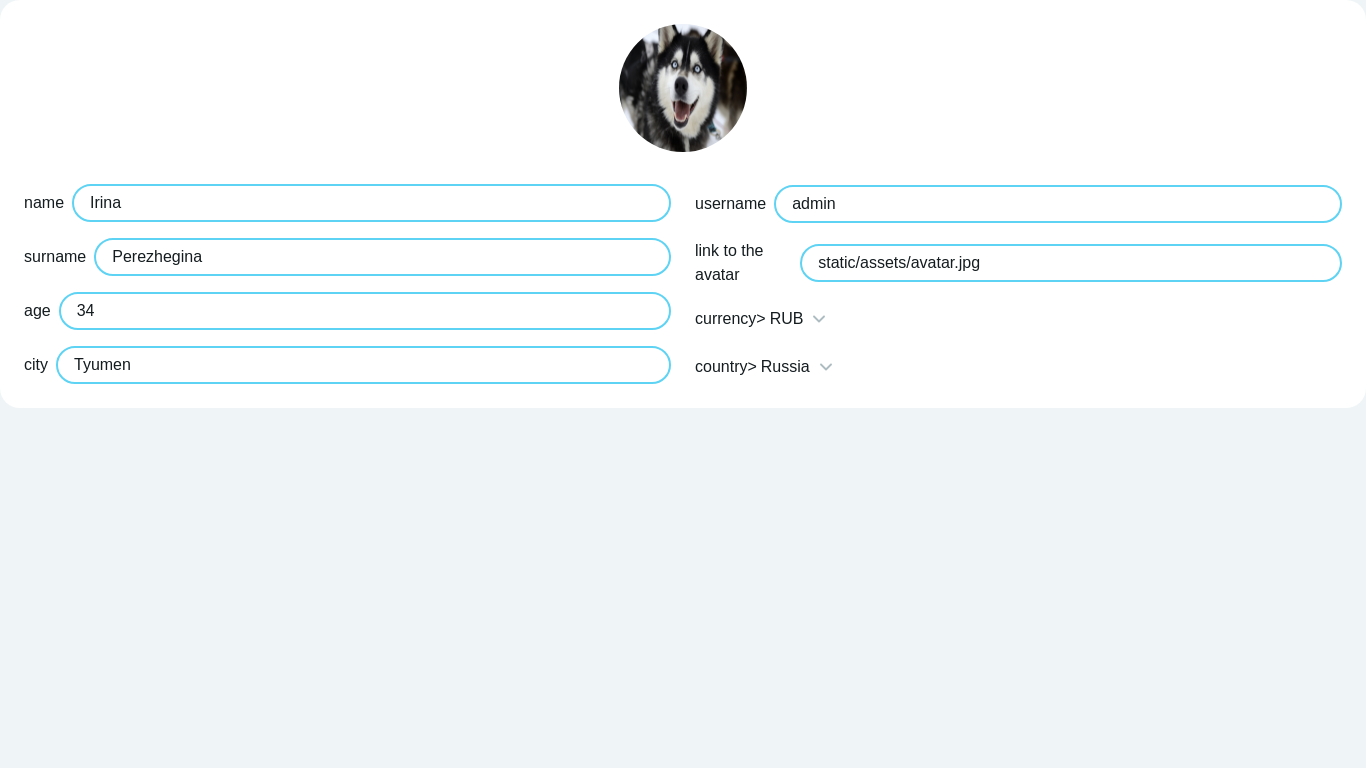 name Irina
surname Perezhegina
age 34
city Tyumen
username admin
link to the
avatar
static/assets/avatar.jpg
currency> RUB
country> Russia